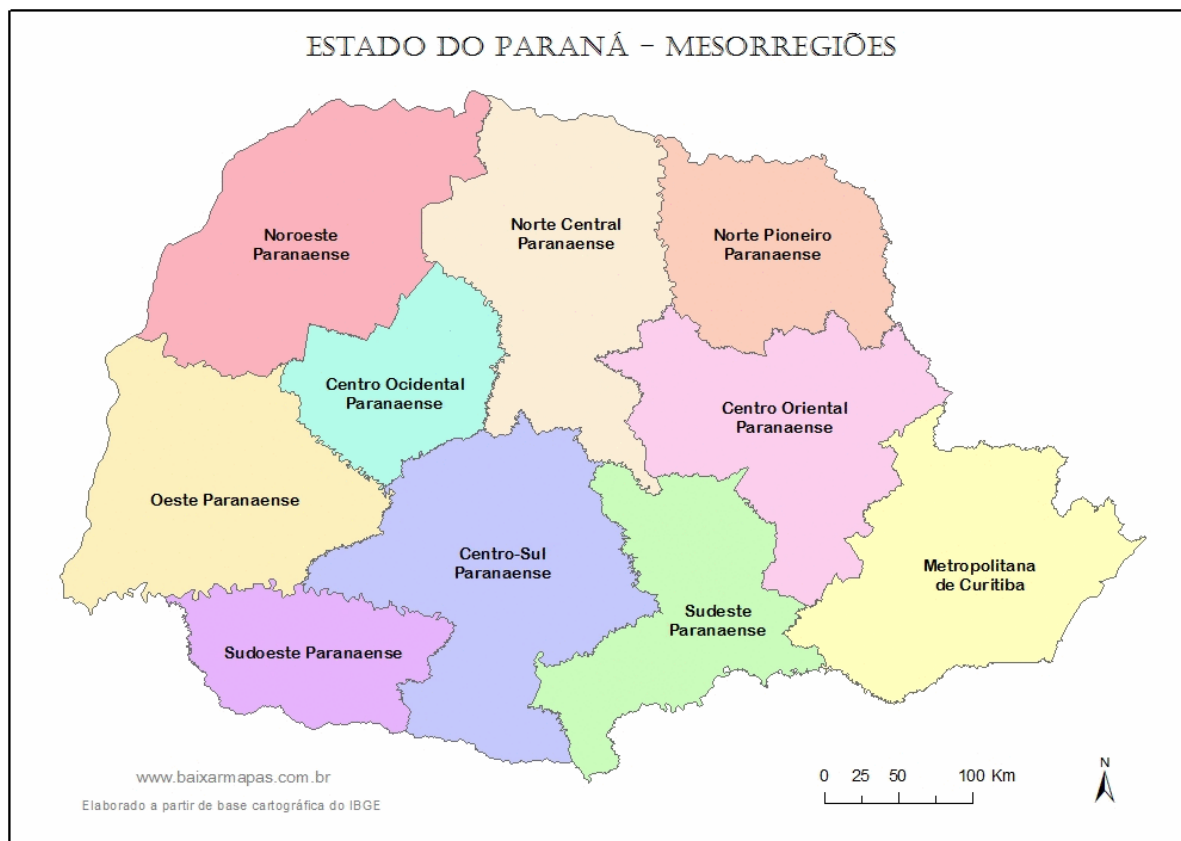 ESTADO DO PARANÁ - MESORREGIÕES
Noroeste
Paranaense
Norte Central
Paranaense
Norte Pioneiro
Paranaense
Centro Ocidental
Paranaense
Centro Oriental
Paranaense
Oeste Paranaense
Centro-Sul
Paranaense
Metropolitana
de Curitiba
Sudeste
Paranaense
Sudoeste Paranaense
www.baixarmapas.com.br
Elaborado a partir de base cartográfica do IBGE
0 25 50 100 Km
N